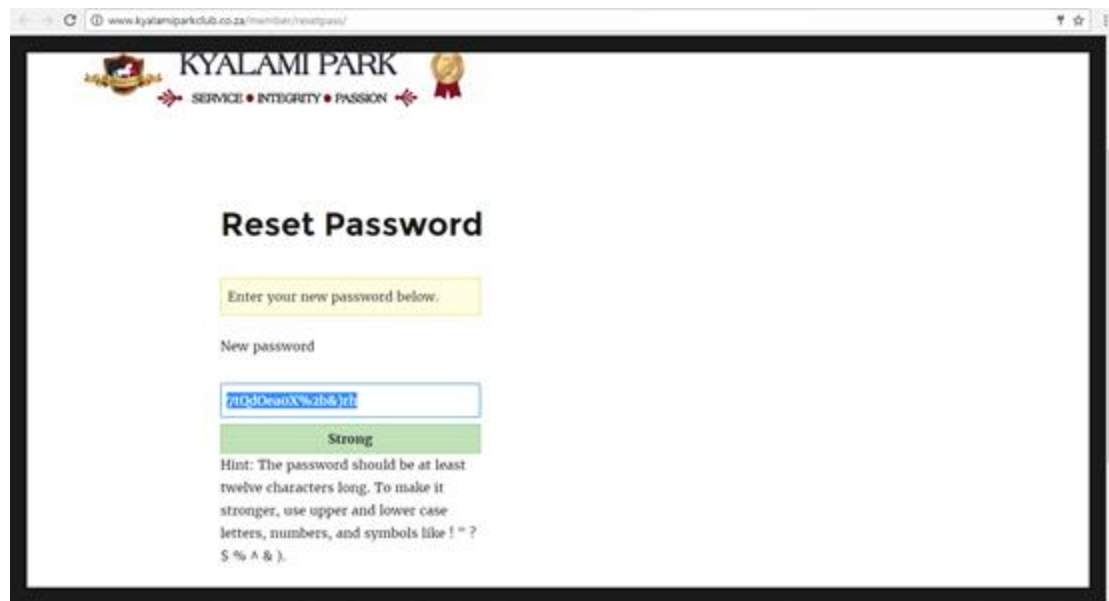 www.kyalamiparkclub.co.za/member/resetpass/
KYALAMI PARK
SERVICE • INTEGRITY • PASSION
Reset Password
Enter your new password below.
New password
7tQdOea0X%2b&)rh
Strong
Hint: The password should be at least
twelve characters long. To make it
stronger, use upper and lower case
letters, numbers, and symbols like ! " ?
$ % ^ & ).